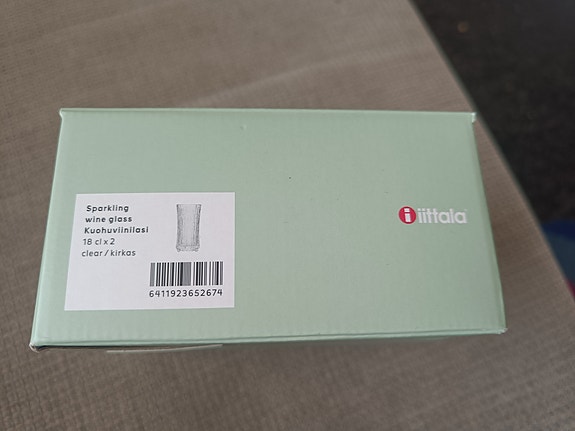 Sparkling
wine glass
Kuohuviinilasi
18 cl x 2
clear / kirkas
6411923652674
i iittala